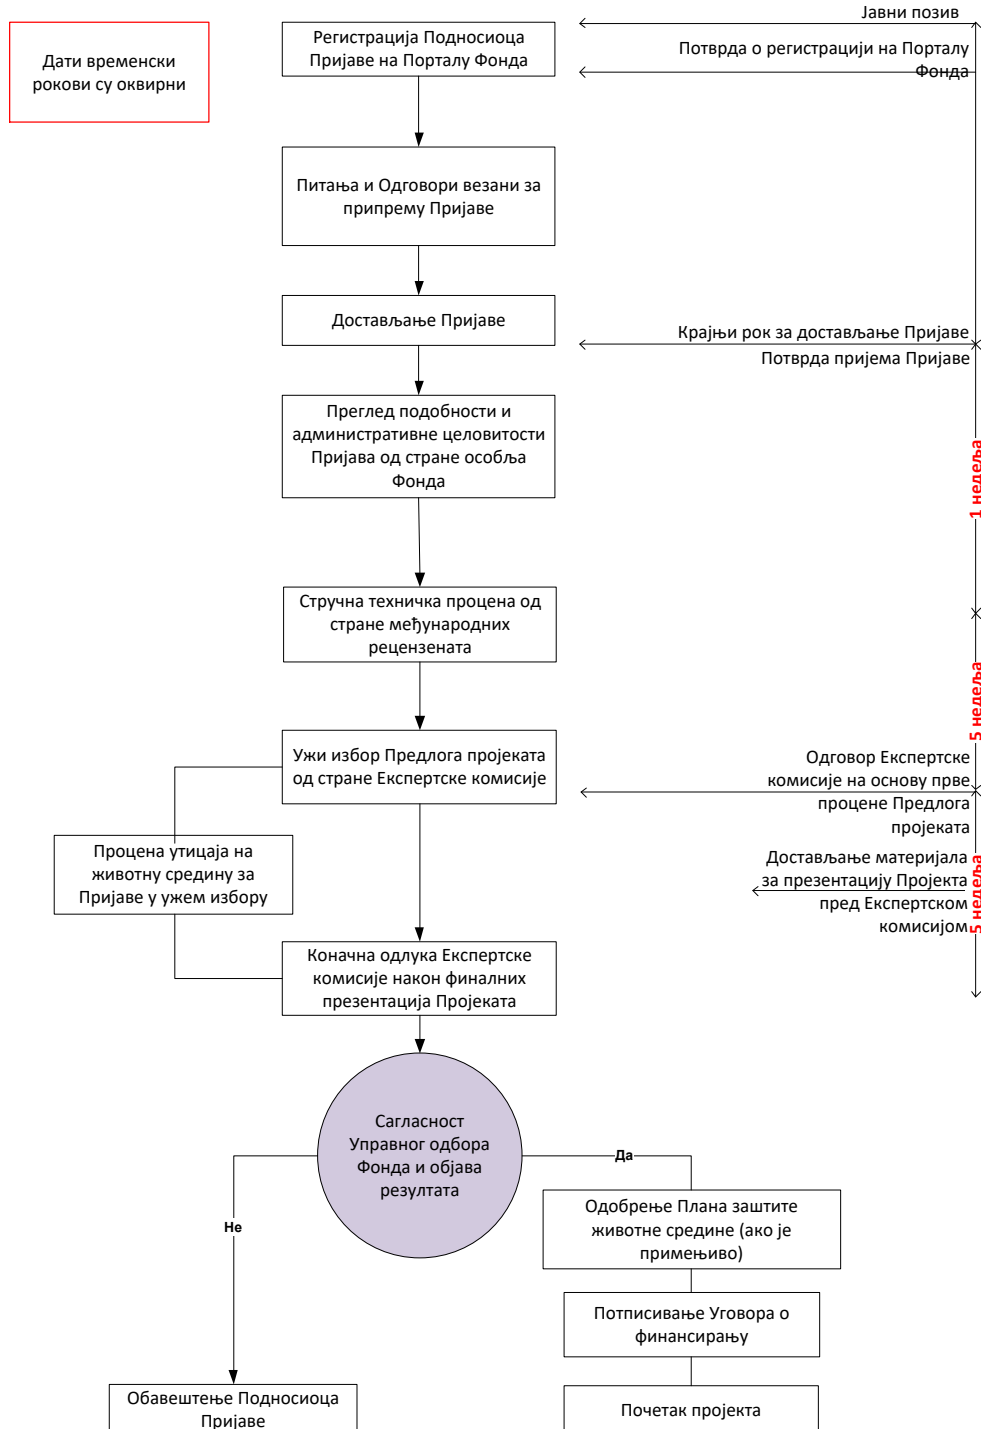 Дати временски
рокови су оквирни
Регистрација Подносиоца
Пријаве на Порталу Фонда
Јавни позив
Потврда о регистрацији на Порталу
Фонда
Питања и Одговори везани за
припрему Пријаве
Достављање Пријаве
Крајњи рок за достављање Пријаве
Потврда пријема Пријаве
Преглед подобности и
административне целовитости
Пријава од стране особља
Фонда
1 недеља
Стручна техничка процена од
стране међународних
рецензената
5 недеља
Ужи избор Предлога пројеката
од стране Експертске комисије
Одговор Експертске
комисије на основу прве
процене Предлога
пројеката
Процена утицаја на
животну средину за
Пријаве у ужем избору
Достављање материјала
за презентацију Пројекта
пред Експертском
комисијом
5 недеља
Коначна одлука Експертске
комисије након финалних
презентација Пројеката
Сагласност
Управног одбора
Фонда и објава
резултата
Да
Не
Одобрење Плана заштите
животне средине (ако је
примењиво)
Потписивање Уговора о
финансирању
Обавештење Подносиоца
Пријаве
Почетак пројекта